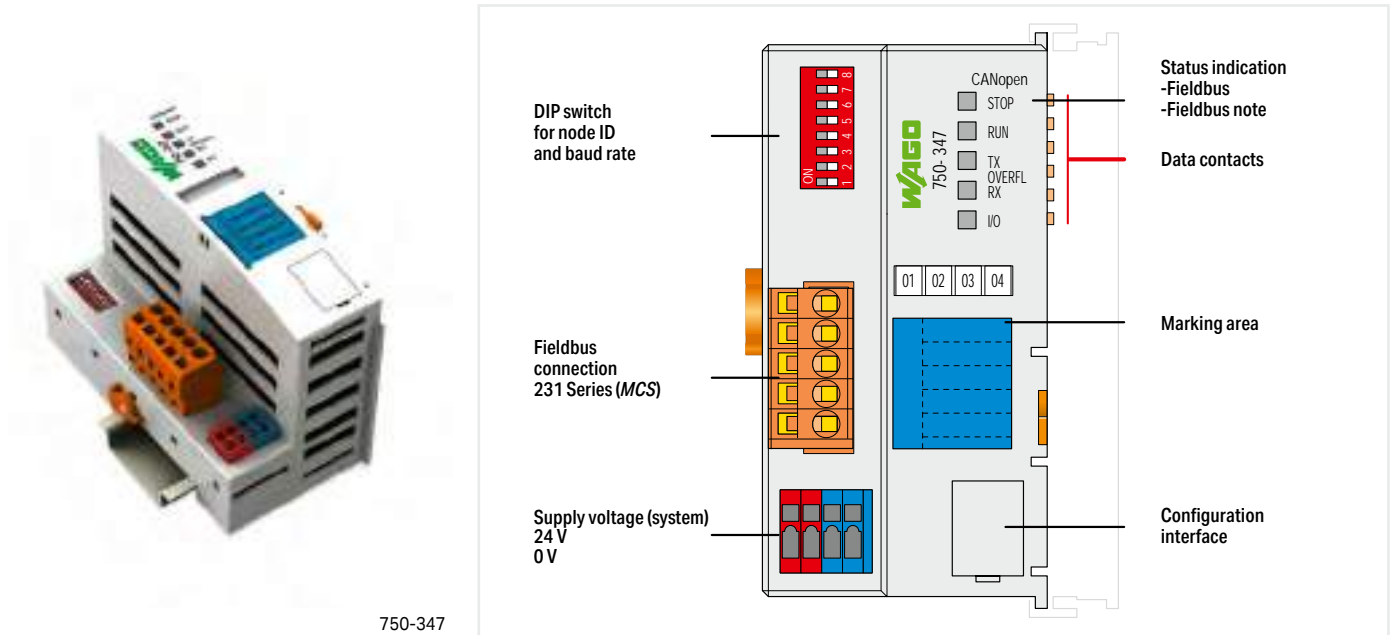 750-347
DIP switch
for node ID
and baud rate
Fieldbus
connection
231 Series (MCS)
Supply voltage (system)
24 V
0 V
ON
1 2 3 4 5 6 7 8
WAGO
750- 347
CANopen
STOP
RUN
TX
OVERFL
RX
I/O
01 02 03 04
Status indication
-Fieldbus
-Fieldbus note
Data contacts
Marking area
Configuration
interface